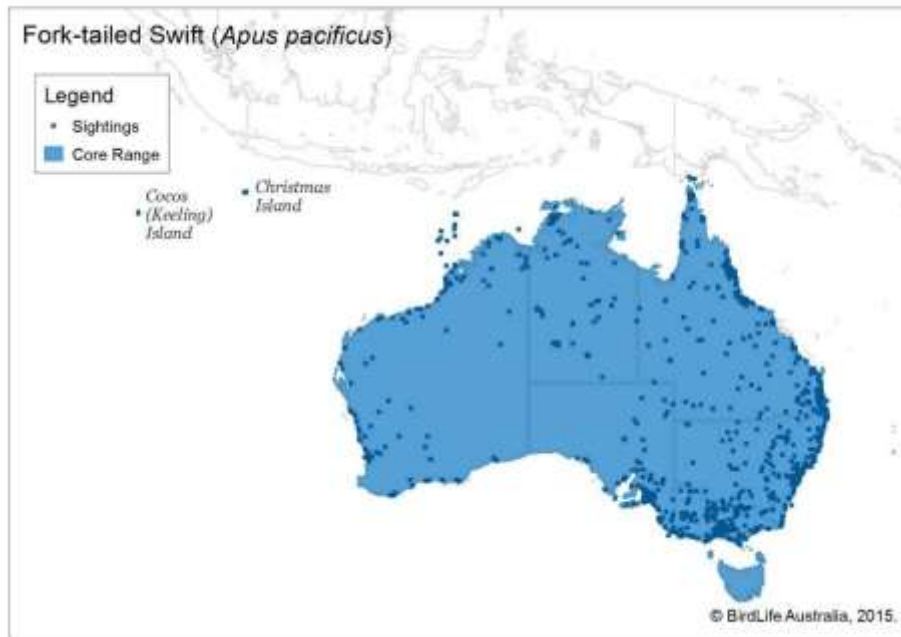 Fork-tailed Swift (Apus pacificus)
Legend
Sightings
Core Range
Christmas
Island
Cocos
(Keeling)
Island
© BirdLife Australia, 2015.